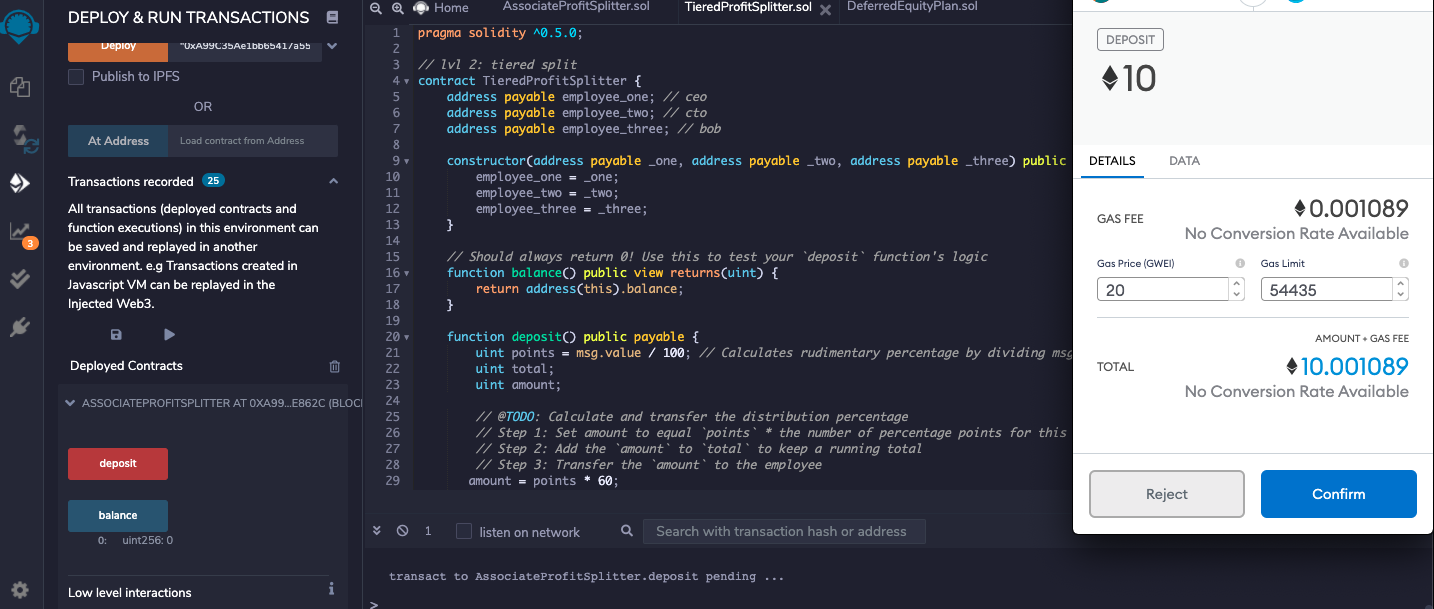 DEPLOY & RUN TRANSACTIONS
Deploy
"0xA99C35Ae1bb65417a55
Publish to IPFS
OR
At Address
Load contract from Address
Transactions recorded 25
All transactions (deployed contracts and
function executions) in this environment can
be saved and replayed in another
environment. e.g Transactions created in
Javascript VM can be replayed in the
Injected Web3.
Deployed Contracts
ASSOCIATEPROFITSPLITTER AT 0XA99...E862C (BLOC
deposit
balance
0: uint256: 0
Low level interactions
i
3
Home
AssociateProfitSplitter.sol
TieredProfitSplitter.sol
DeferredEquityPlan.sol
1 pragma solidity ^0.5.0;
2
3 // lvl 2: tiered split
4 contract TieredProfitSplitter {
5 address payable employee_one; // ceo
6 address payable employee_two; // cto
7 address payable employee_three; // bob
8
9 constructor(address payable _one, address payable _two, address payable _three) public
10 employee_one = _one;
11 employee_two = _two;
12 employee_three = _three;
13 }
14
15 // Should always return 0! Use this to test your `deposit` function's logic
16 function balance() public view returns(uint) {
17 return address(this).balance;
18 }
19
20 function deposit() public payable {
21 uint points = msg.value / 100; // Calculates rudimentary percentage by dividing msg
22 uint total;
23 uint amount;
24
25 // @TODO: Calculate and transfer the distribution percentage
26 // Step 1: Set amount to equal `points` * the number of percentage points for this
27 // Step 2: Add the `amount` to `total` to keep a running total
28 // Step 3: Transfer the `amount` to the employee
29 amount = points * 60;
1
listen on network
Search with transaction hash or address
transact to AssociateProfitSplitter.deposit pending ...
>
DEPOSIT
10
DETAILS
DATA
GAS FEE
0.001089
No Conversion Rate Available
Gas Price (GWEI)
Gas Limit
20
54435
AMOUNT + GAS FEE
TOTAL
10.001089
No Conversion Rate Available
Reject
Confirm